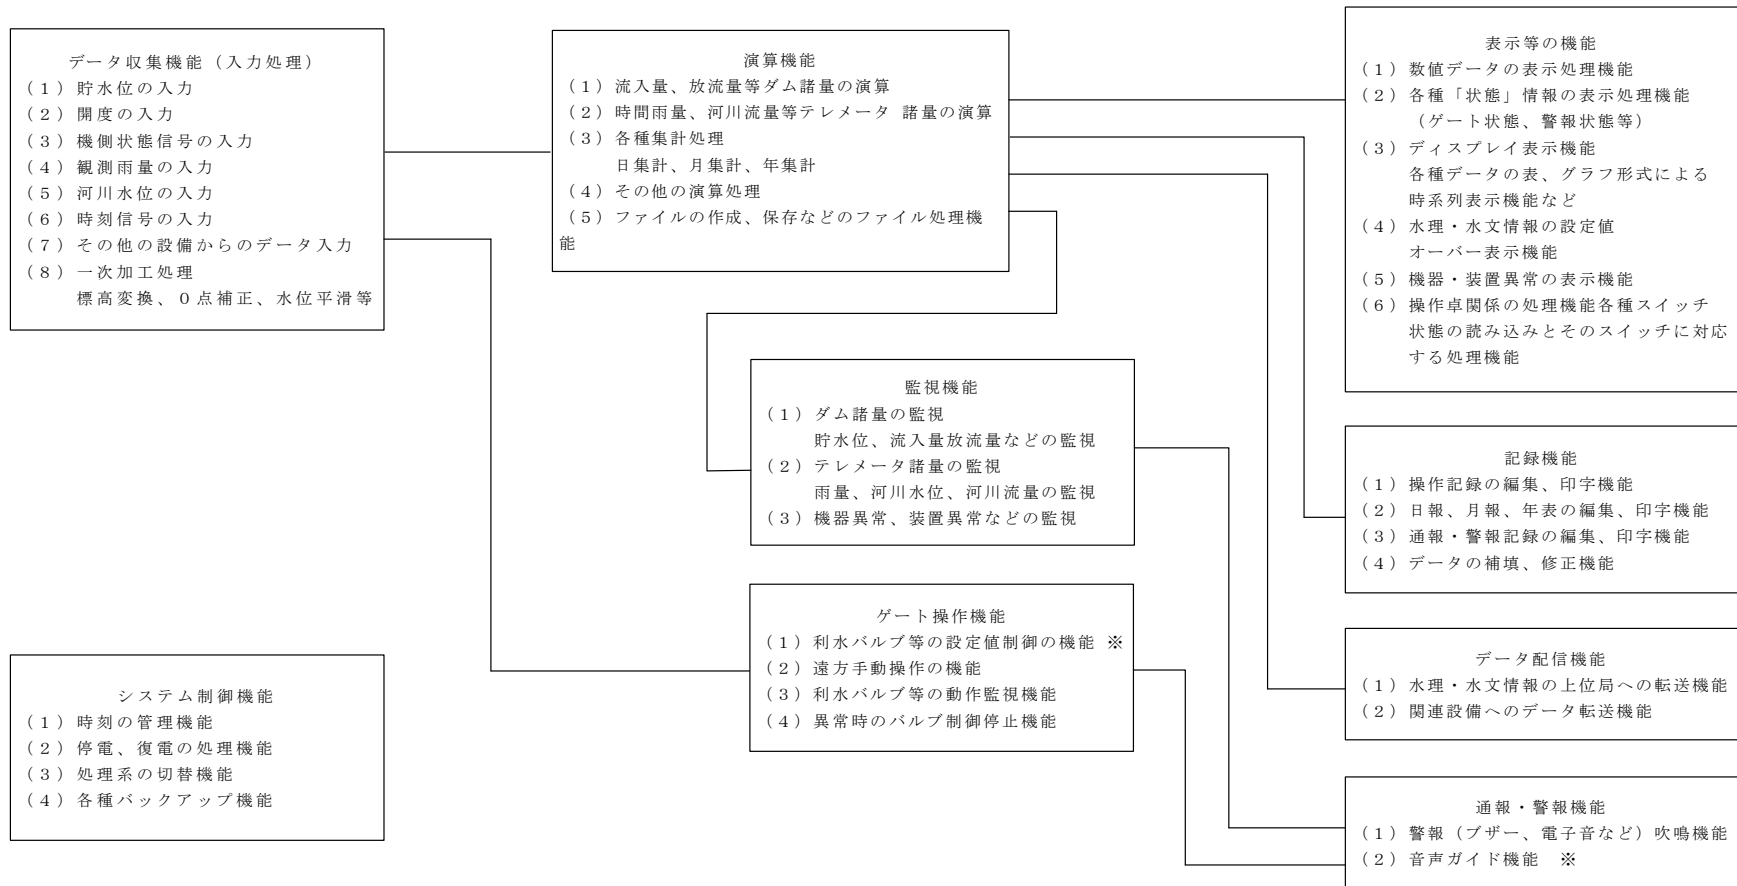 データ収集機能（入力処理）
（１）貯水位の入力
（２）開度の入力
（３）機側状態信号の入力
（４）観測雨量の入力
（５）河川水位の入力
（６）時刻信号の入力
（７）その他の設備からのデータ入力
（８）一次加工処理
標高変換、０点補正、水位平滑等
システム制御機能
（１）時刻の管理機能
（２）停電、復電の処理機能
（３）処理系の切替機能
（４）各種バックアップ機能
演算機能
（１）流入量、放流量等ダム諸量の演算
（２）時間雨量、河川流量等テレメータ 諸量の演算
（３）各種集計処理
日集計、月集計、年集計
（４）その他の演算処理
（５）ファイルの作成、保存などのファイル処理機
能
監視機能
（１）ダム諸量の監視
貯水位、流入量放流量などの監視
（２）テレメータ諸量の監視
雨量、河川水位、河川流量の監視
（３）機器異常、装置異常などの監視
ゲート操作機能
（１）利水バルブ等の設定値制御の機能 ※
（２）遠方手動操作の機能
（３）利水バルブ等の動作監視機能
（４）異常時のバルブ制御停止機能
表示等の機能
（１）数値データの表示処理機能
（２）各種「状態」情報の表示処理機能
（ゲート状態、警報状態等）
（３）ディスプレイ表示機能
各種データの表、グラフ形式による
時系列表示機能など
（４）水理・水文情報の設定値
オーバー表示機能
（５）機器・装置異常の表示機能
（６）操作卓関係の処理機能各種スイッチ
状態の読み込みとそのスイッチに対応
する処理機能
記録機能
（１）操作記録の編集、印字機能
（２）日報、月報、年表の編集、印字機能
（３）通報・警報記録の編集、印字機能
（４）データの補填、修正機能
データ配信機能
（１）水理・水文情報の上位局への転送機能
（２）関連設備へのデータ転送機能
通報・警報機能
（１）警報（ブザー、電子音など）吹鳴機能
（２）音声ガイド機能　※